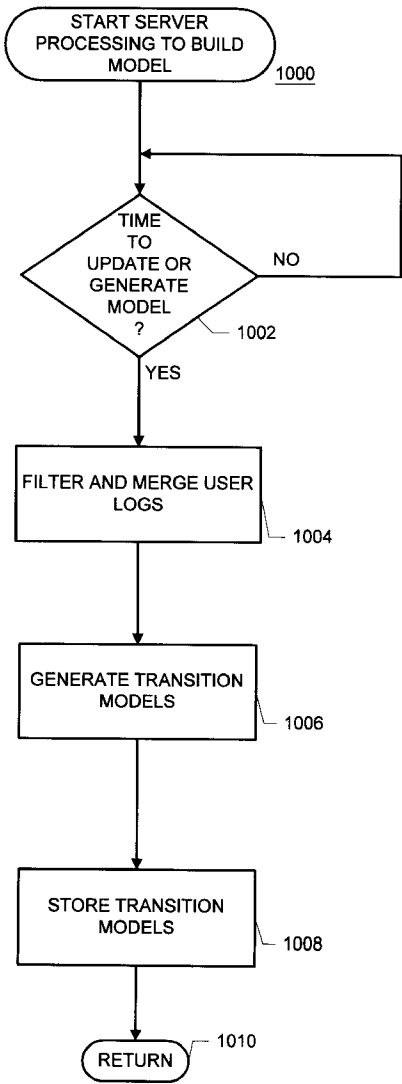 START SERVER
PROCESSING TO BUILD
MODEL
1000
TIME
TO
UPDATE OR
GENERATE
MODEL
?
NO
1002
YES
FILTER AND MERGE USER
LOGS
1004
GENERATE TRANSITION
MODELS
1006
STORE TRANSITION
MODELS
1008
RETURN
1010